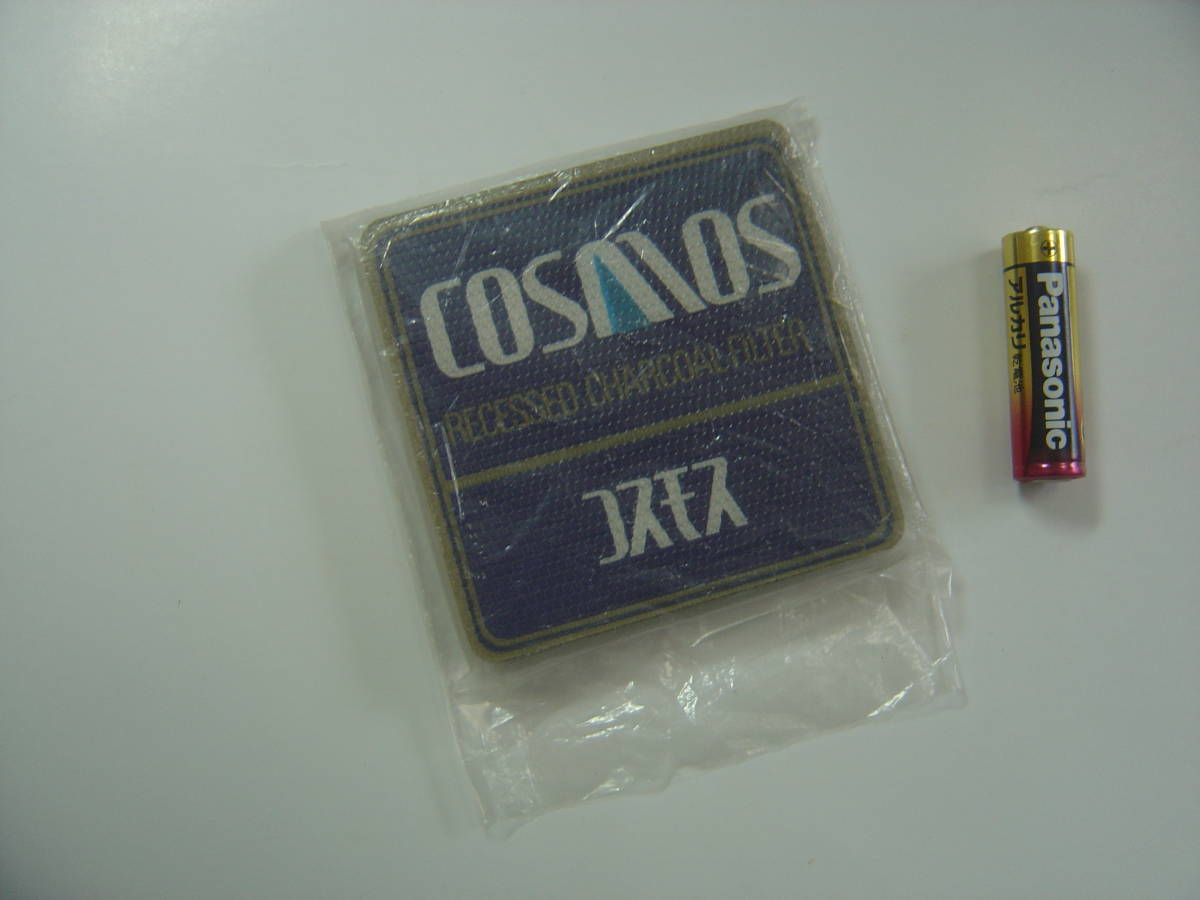 COSMOS
RECESSED CHARCOAL FILTER
コスモス
Panasonic
アルカリ乾電池
+